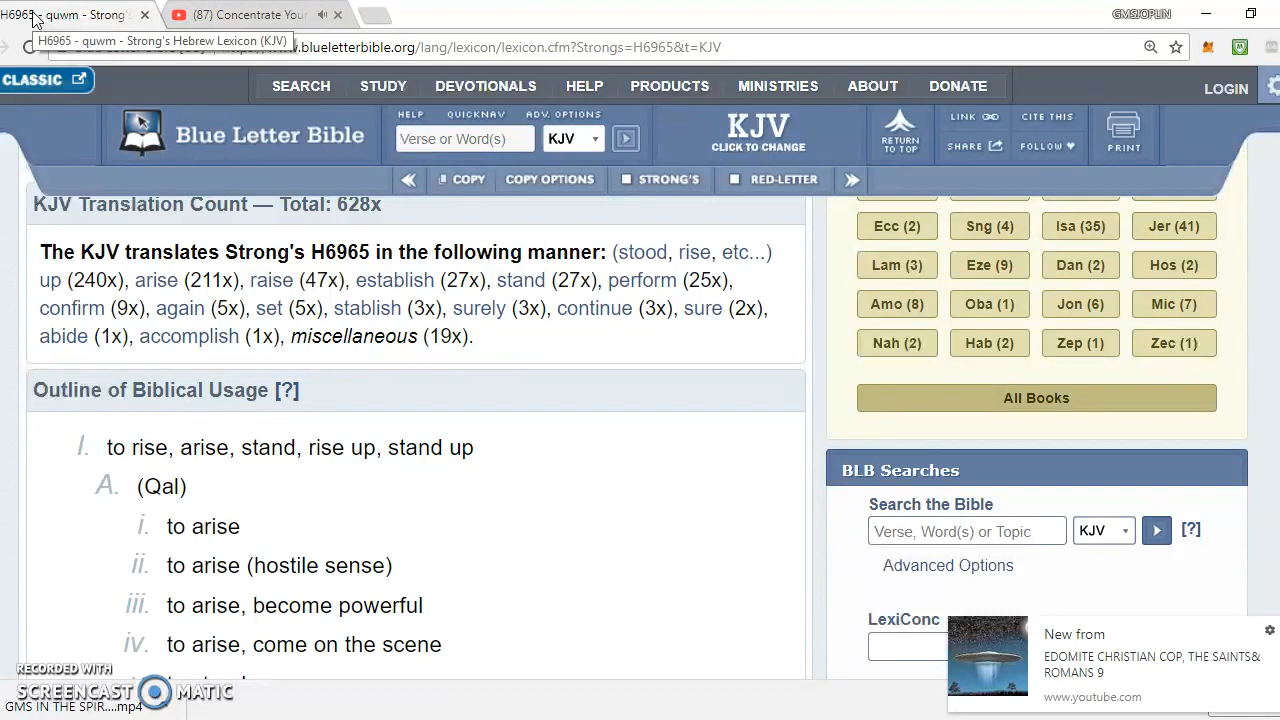 H6965 - quwm - Strong's
(87) Concentrate Your
GMSJOPLIN
H6965 - quwm - Strong's Hebrew Lexicon (KJV)
www.blueletterbible.org/lang/lexicon/lexicon.cfm?Strongs=H6965&t=KJV
CLASSIC
SEARCH STUDY DEVOTIONALS HELP PRODUCTS MINISTRIES ABOUT DONATE
LOGIN
Blue Letter Bible
HELP QUICKNAV ADV. OPTIONS
Verse or Word(s) KJV
KJV
CLICK TO CHANGE
RETURN
TO TOP
LINK CITE THIS
SHARE FOLLOW
PRINT
COPY COPY OPTIONS STRONG'S RED-LETTER
KJV Translation Count — Total: 628x
The KJV translates Strong's H6965 in the following manner: (stood, rise, etc...)
up (240x), arise (211x), raise (47x), establish (27x), stand (27x), perform (25x),
confirm (9x), again (5x), set (5x), stablish (3x), surely (3x), continue (3x), sure (2x),
abide (1x), accomplish (1x), miscellaneous (19x).
Outline of Biblical Usage [?]
I. to rise, arise, stand, rise up, stand up
A. (Qal)
i. to arise
ii. to arise (hostile sense)
iii. to arise, become powerful
iv. to arise, come on the scene
Ecc (2) Sng (4) Isa (35) Jer (41)
Lam (3) Eze (9) Dan (2) Hos (2)
Amo (8) Oba (1) Jon (6) Mic (7)
Nah (2) Hab (2) Zep (1) Zec (1)
All Books
BLB Searches
Search the Bible
Verse, Word(s) or Topic KJV [?]
Advanced Options
LexiConc
New from
EDOMITE CHRISTIAN COP, THE SAINTS&
ROMANS 9
www.youtube.com
RECORDED WITH
SCREENCAST MATIC
GMS IN THE SPIR....mp4